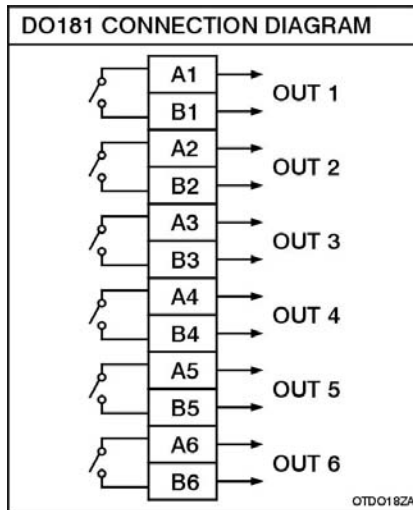 DO181 CONNECTION DIAGRAM
A1
OUT 1
B1
A2
OUT 2
B2
A3
OUT 3
B3
A4
OUT 4
B4
A5
OUT 5
B5
A6
OUT 6
B6
OTDO18ZA